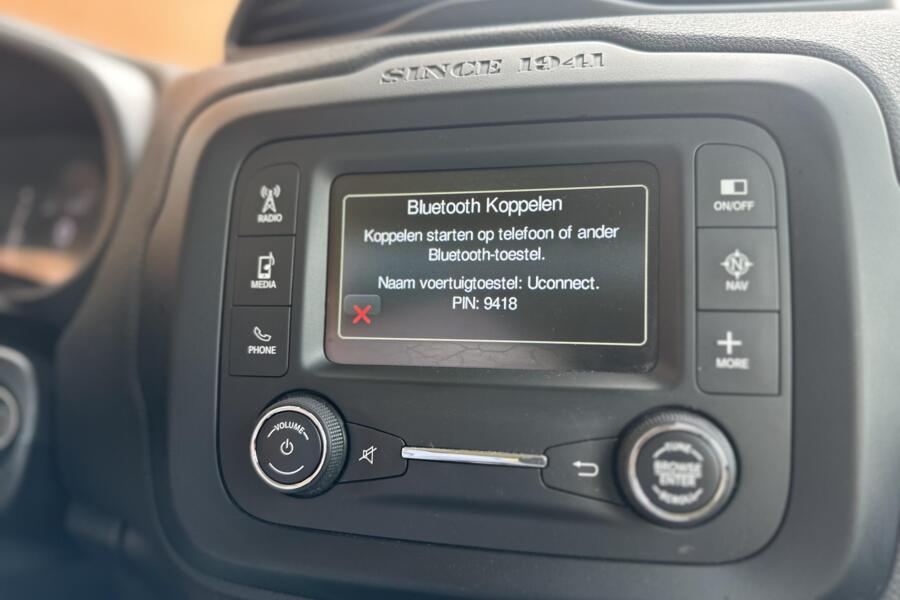 SINCE 1941
RADIO
MEDIA
PHONE
Bluetooth Koppelen
Koppelen starten op telefoon of ander
Bluetooth-toestel.
Naam voertuigtoestel: Uconnect.
PIN: 9418
ON/OFF
N
NAV
MORE
VOLUME
TUNE
BROWSE
ENTER